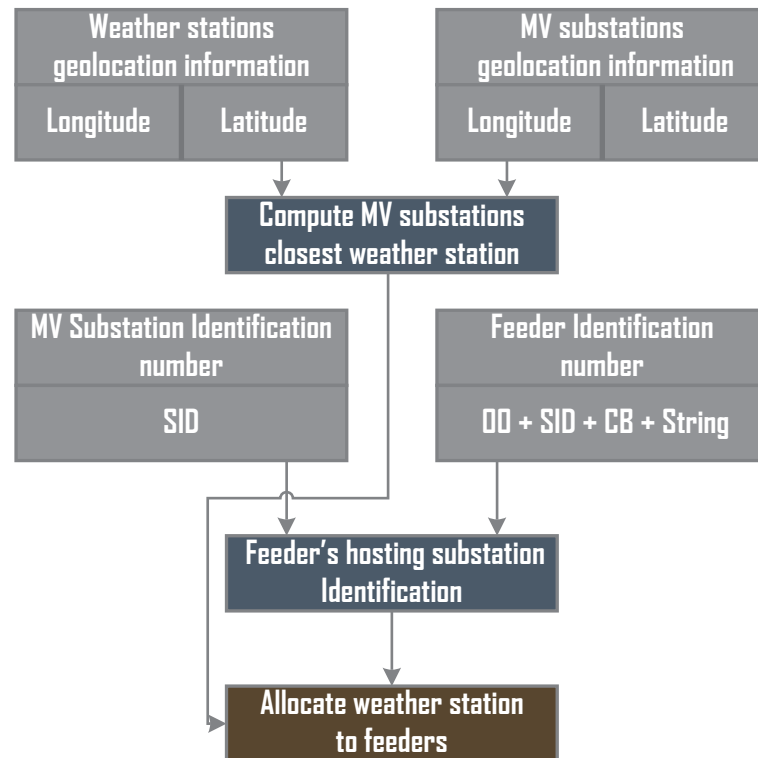 Weather stations
geolocation information
Longitude
Latitude
MV substations
geolocation information
Longitude
Latitude
Compute MV substations
closest weather station
MV Substation Identification
number
SID
Feeder Identification
number
00 + SID + CB + String
Feeder's hosting substation
Identification
Allocate weather station
to feeders